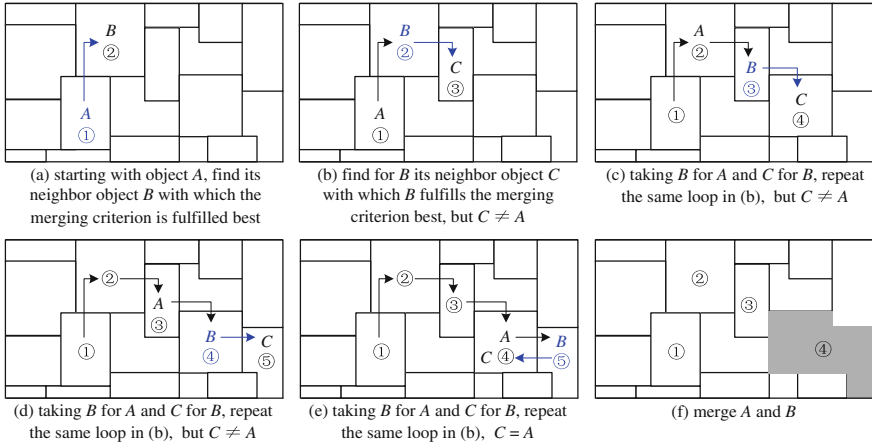 B
②
A
①
(a) starting with object A, find its
neighbor object B with which the
merging criterion is fulfilled best
B
②
C
③
A
①
(b) find for B its neighbor object C
with which B fulfills the merging
criterion best, but C ≠ A
A
②
B
③
C
④
①
(c) taking B for A and C for B, repeat
the same loop in (b), but C ≠ A
②
A
③
B
④
C
⑤
①
(d) taking B for A and C for B, repeat
the same loop in (b), but C ≠ A
②
③
A
B
C ④
⑤
①
(e) taking B for A and C for B, repeat
the same loop in (b), C = A
②
③
①
④
(f) merge A and B